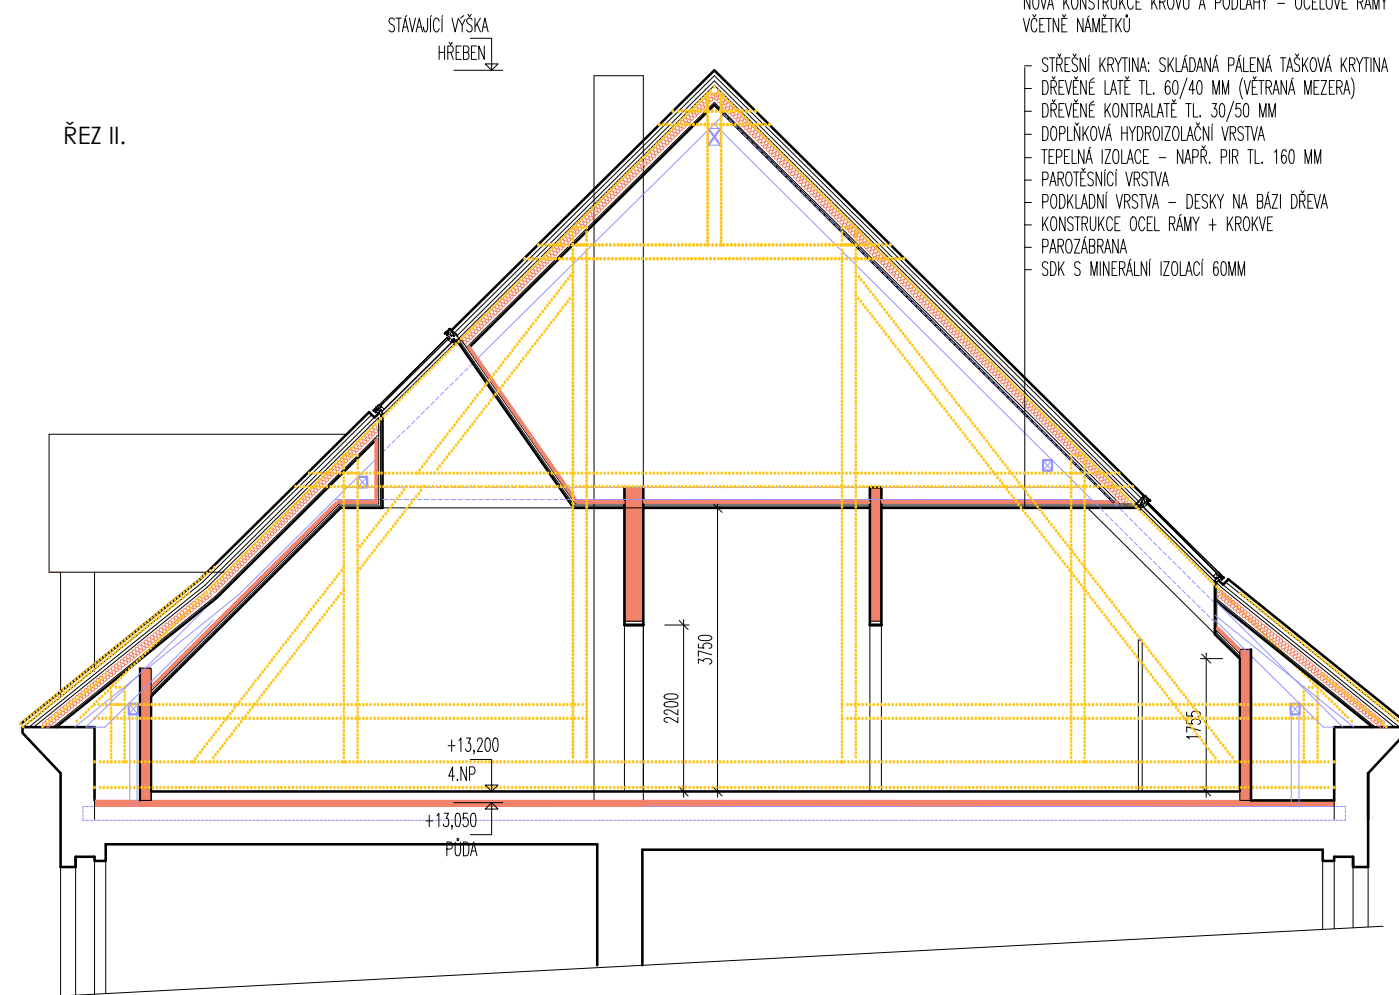 NOVÁ KONSTRUKCE KROVU A PODLAHY – OCELOVÉ RÁMY
VČETNĚ NÁMĚTKŮ
STÁVAJÍCÍ VÝŠKA
HŘEBEN
ŘEZ II.
STŘEŠNÍ KRYTINA: SKLÁDANÁ PÁLENÁ TAŠKOVÁ KRYTINA
DŘEVĚNÉ LATĚ TL. 60/40 MM (VĚTRANÁ MEZERA)
DŘEVĚNÉ KONTRALATĚ TL. 30/50 MM
DOPLŇKOVÁ HYDROIZOLAČNÍ VRSTVA
TEPELNÁ IZOLACE – NAPŘ. PIR TL. 160 MM
PAROTĚSNÍCÍ VRSTVA
PODKLADNÍ VRSTVA – DESKY NA BÁZI DŘEVA
KONSTRUKCE OCEL RÁMY + KROKVE
PAROZÁBRANA
SDK S MINERÁLNÍ IZOLACÍ 60MM
3750
2200
1755
+13,200
4.NP
+13,050
PŮDA